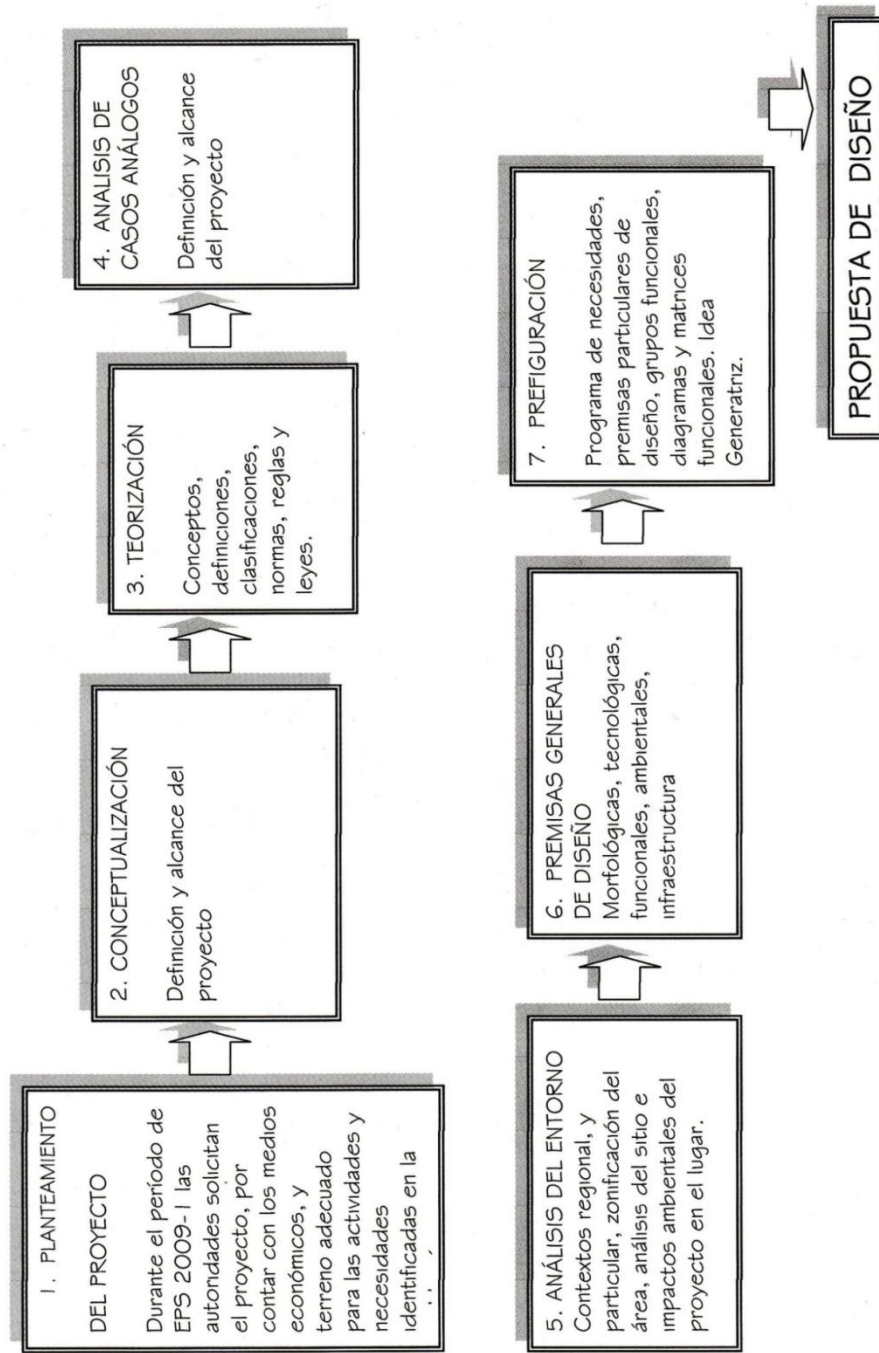 1. PLANTEAMIENTO
DEL PROYECTO
Durante el período de
EPS 2009-1 las
autoridades solicitan
el proyecto, por
contar con los medios
económicos, y
terreno adecuado
para las actividades y
necesidades
identificadas en la
2. CONCEPTUALIZACIÓN
Definición y alcance del
proyecto
3. TEORIZACIÓN
Conceptos,
definiciones,
clasificaciones,
normas, reglas y
leyes.
4. ANALISIS DE
CASOS ANÁLOGOS
Definición y alcance
del proyecto
5. ANÁLISIS DEL ENTORNO
Contextos regional, y
particular, zonificación del
área, análisis del sitio e
impactos ambientales del
proyecto en el lugar.
6. PREMISAS GENERALES
DE DISEÑO
Morfológicas, tecnológicas,
funcionales, ambientales,
infraestructura
7. PREFIGURACIÓN
Programa de necesidades,
premisas particulares de
diseño, grupos funcionales,
diagramas y matrices
funcionales. Idea
Generatriz.
PROPUESTA DE DISEÑO